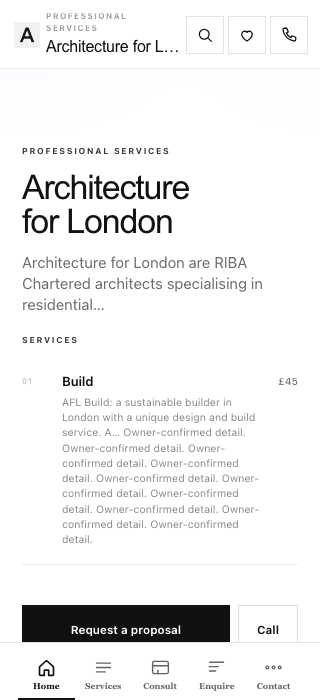 A
PROFESSIONAL
SERVICES
Architecture for L...
PROFESSIONAL SERVICES
Architecture
for London
Architecture for London are RIBA
Chartered architects specialising in
residential...
SERVICES
01 Build £45
AFL Build: a sustainable builder in
London with a unique design and build
service. A... Owner-confirmed detail.
Owner-confirmed detail. Owner-
confirmed detail. Owner-confirmed
detail. Owner-confirmed detail. Owner-
confirmed detail. Owner-confirmed
detail. Owner-confirmed detail. Owner-
confirmed detail. Owner-confirmed
detail.
Request a proposal Call
Home Services Consult Enquire Contact